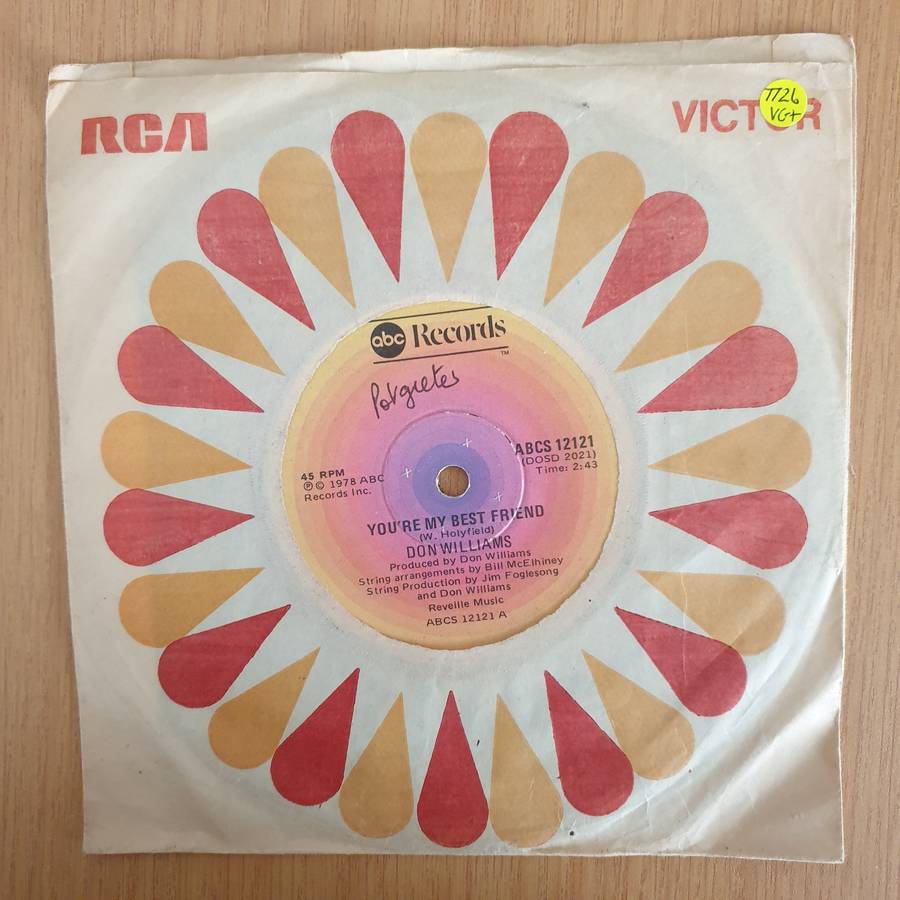 RCA
VICTOR
7726
VG+
abc Records
TM
Potgieter
45 RPM
Ⓟ © 1978 ABC
Records Inc.
ABCS 12121
(DOSD 2021)
Time: 2:43
YOU'RE MY BEST FRIEND
(W. Holyfield)
DON WILLIAMS
Produced by Don Williams
String arrangements by Bill McElhiney
String Production by Jim Foglesong
and Don Williams
Reveille Music
ABCS 12121 A